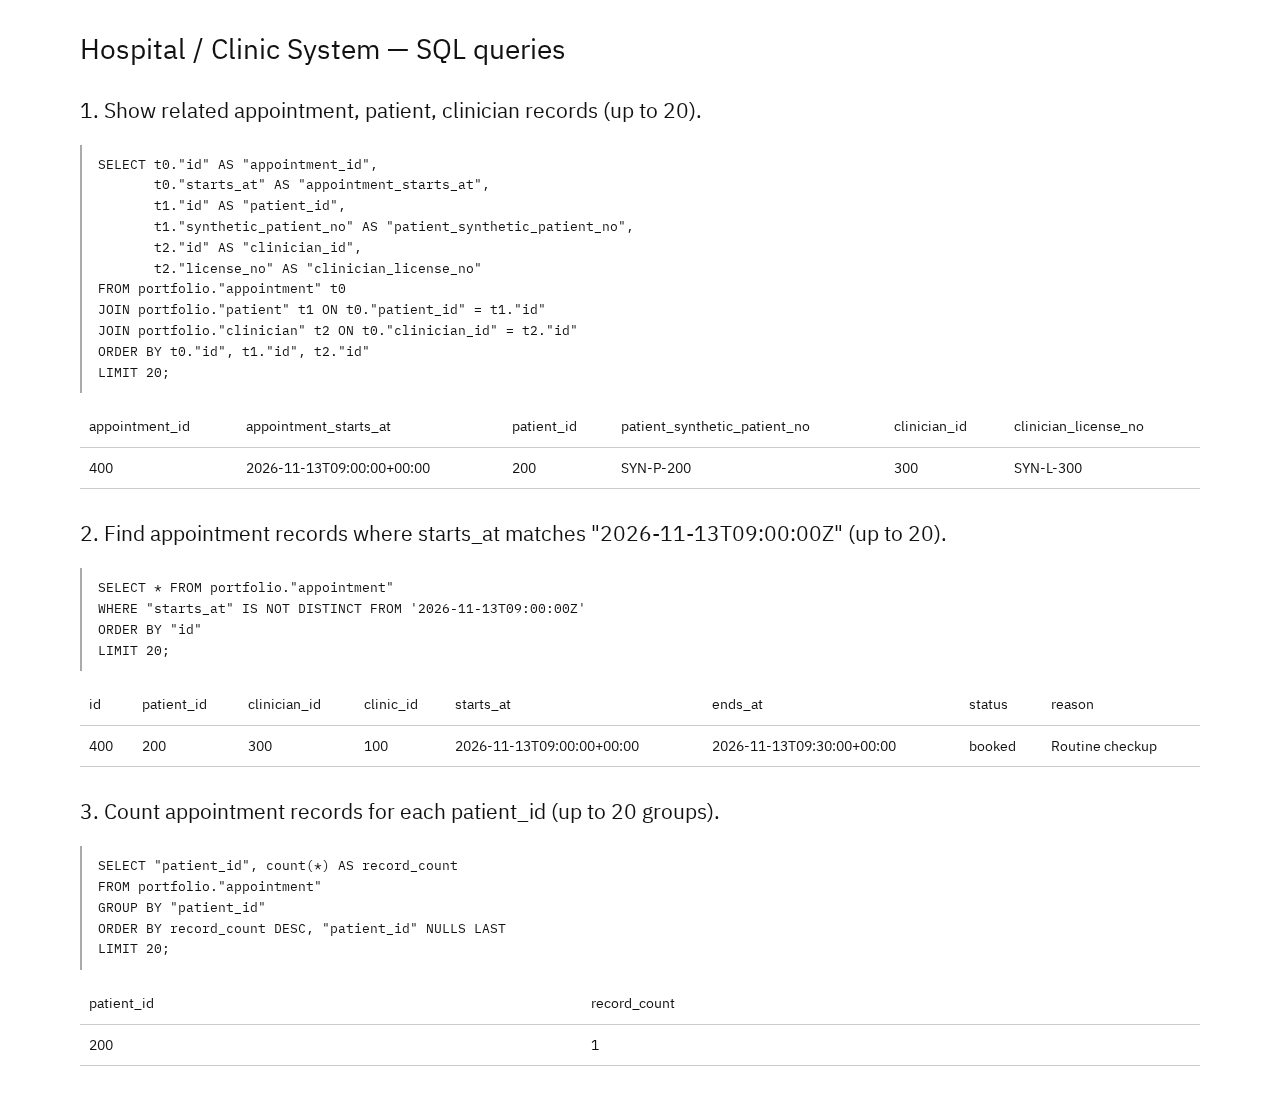 Hospital / Clinic System — SQL queries
1. Show related appointment, patient, clinician records (up to 20).
SELECT t0."id" AS "appointment_id",
       t0."starts_at" AS "appointment_starts_at",
       t1."id" AS "patient_id",
       t1."synthetic_patient_no" AS "patient_synthetic_patient_no",
       t2."id" AS "clinician_id",
       t2."license_no" AS "clinician_license_no"
FROM portfolio."appointment" t0
JOIN portfolio."patient" t1 ON t0."patient_id" = t1."id"
JOIN portfolio."clinician" t2 ON t0."clinician_id" = t2."id"
ORDER BY t0."id", t1."id", t2."id"
LIMIT 20;
appointment_id appointment_starts_at patient_id patient_synthetic_patient_no clinician_id clinician_license_no
400 2026-11-13T09:00:00+00:00 200 SYN-P-200 300 SYN-L-300
2. Find appointment records where starts_at matches "2026-11-13T09:00:00Z" (up to 20).
SELECT * FROM portfolio."appointment"
WHERE "starts_at" IS NOT DISTINCT FROM '2026-11-13T09:00:00Z'
ORDER BY "id"
LIMIT 20;
id patient_id clinician_id clinic_id starts_at ends_at status reason
400 200 300 100 2026-11-13T09:00:00+00:00 2026-11-13T09:30:00+00:00 booked Routine checkup
3. Count appointment records for each patient_id (up to 20 groups).
SELECT "patient_id", count(*) AS record_count
FROM portfolio."appointment"
GROUP BY "patient_id"
ORDER BY record_count DESC, "patient_id" NULLS LAST
LIMIT 20;
patient_id record_count
200 1